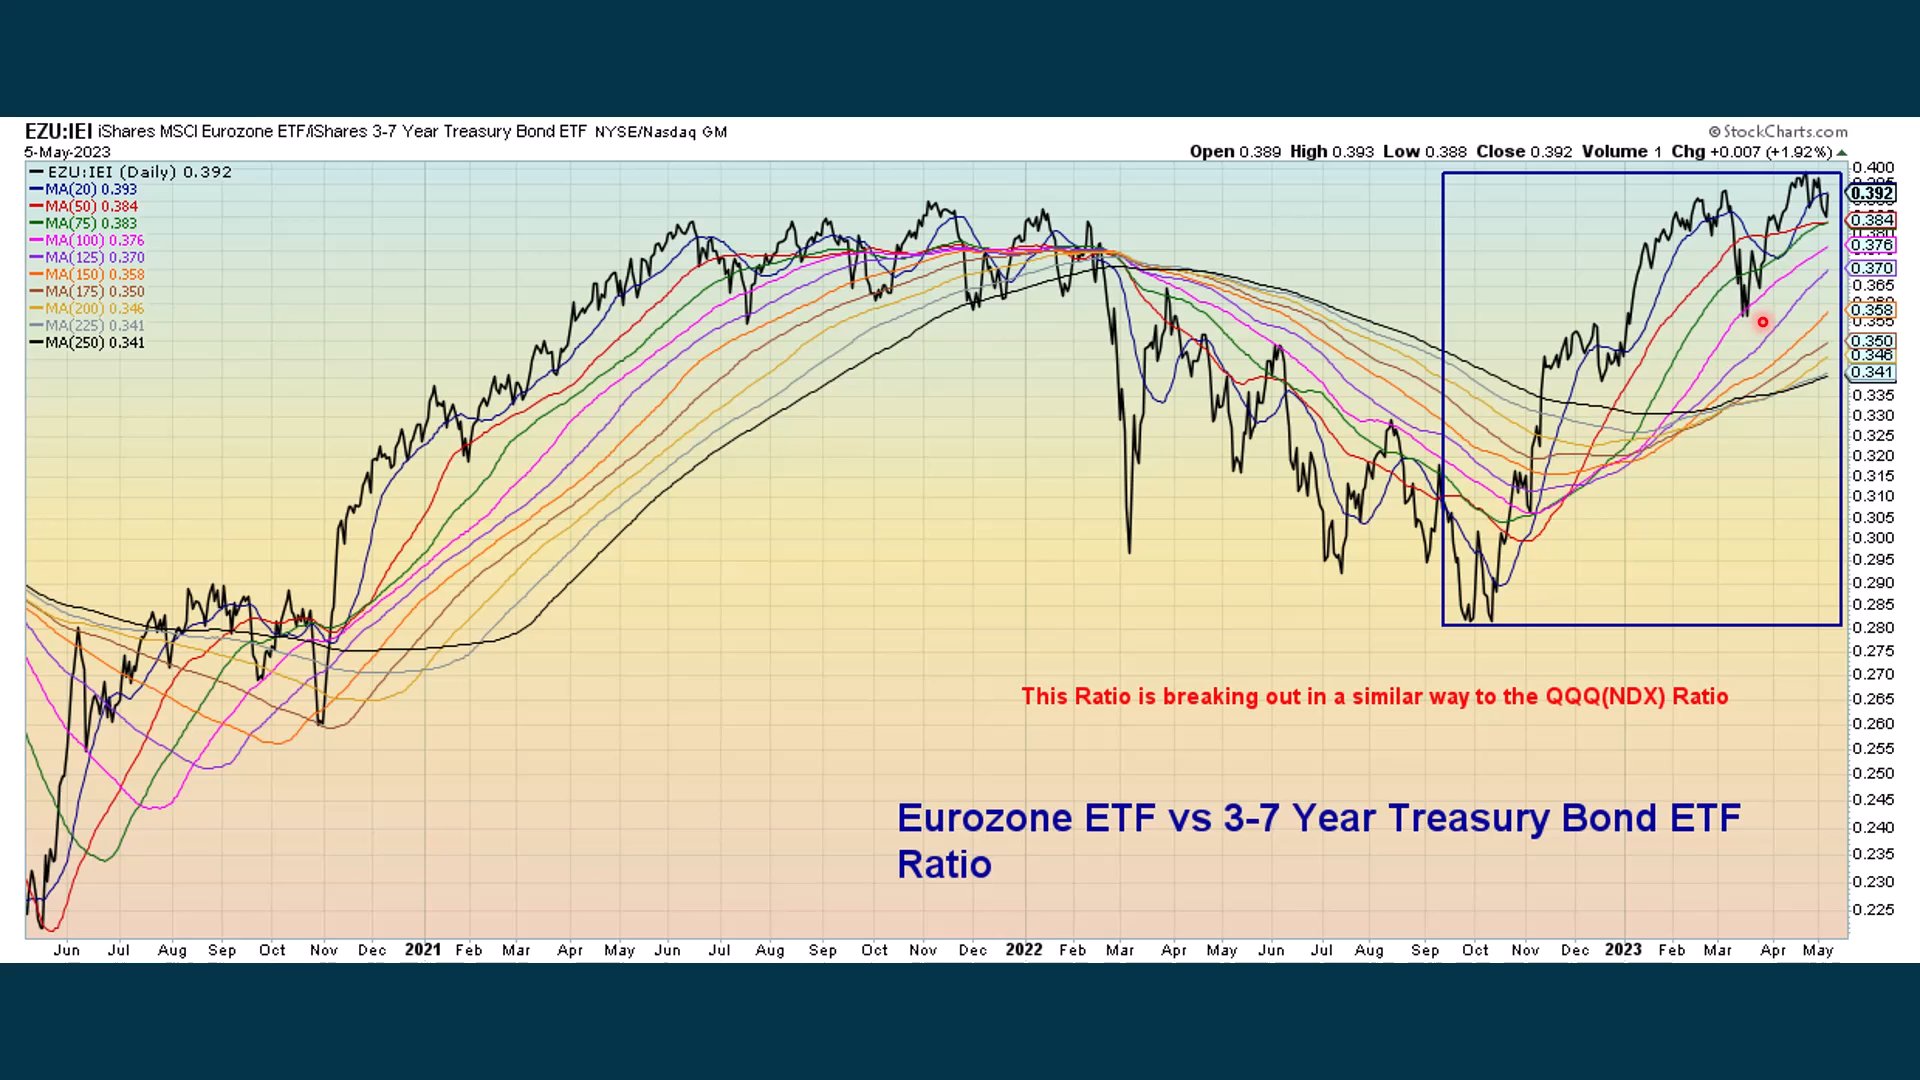 EZU:IEI iShares MSCI Eurozone ETF/iShares 3-7 Year Treasury Bond ETF NYSE/Nasdaq GM
© StockCharts.com
5-May-2023
Open 0.389 High 0.393 Low 0.388 Close 0.392 Volume 1 Chg +0.007 (+1.92%)
EZU:IEI (Daily) 0.392
MA(20) 0.393
MA(50) 0.384
MA(75) 0.383
MA(100) 0.376
MA(125) 0.370
MA(150) 0.358
MA(175) 0.350
MA(200) 0.346
MA(225) 0.341
MA(250) 0.341
0.400
0.392
0.384
0.376
0.370
0.365
0.358
0.355
0.350
0.346
0.341
0.335
0.330
0.325
0.320
0.315
0.310
0.305
0.300
0.295
0.290
0.285
0.280
0.275
0.270
0.265
0.260
0.255
0.250
0.245
0.240
0.235
0.230
0.225
This Ratio is breaking out in a similar way to the QQQ(NDX) Ratio
Eurozone ETF vs 3-7 Year Treasury Bond ETF
Ratio
Jun Jul Aug Sep Oct Nov Dec 2021 Feb Mar Apr May Jun Jul Aug Sep Oct Nov Dec 2022 Feb Mar Apr May Jun Jul Aug Sep Oct Nov Dec 2023 Feb Mar Apr May